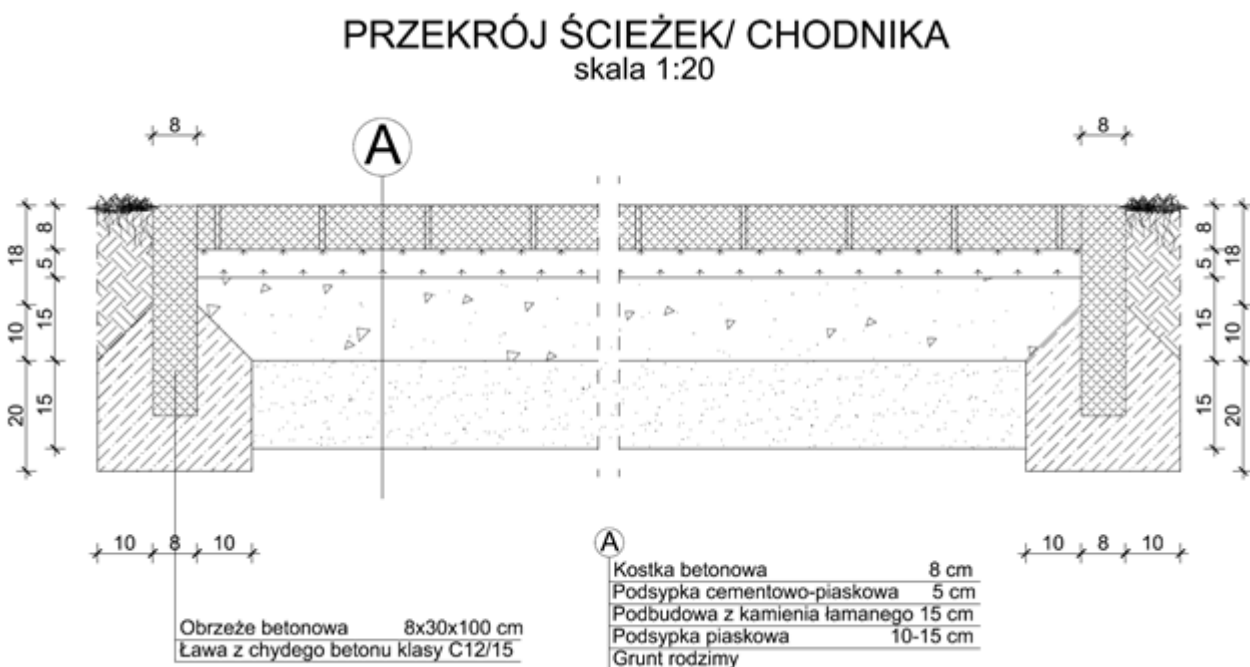 PRZEKRÓJ ŚCIEŻEK/ CHODNIKA
skala 1:20
8
A
8
18
8
5
10
15
20
15
8
18
5
15
10
15
20
10 8 10
10 8 10
Obrzeże betonowa 8x30x100 cm
Ława z chydego betonu klasy C12/15
A
Kostka betonowa 8 cm
Podsypka cementowo-piaskowa 5 cm
Podbudowa z kamienia łamanego 15 cm
Podsypka piaskowa 10-15 cm
Grunt rodzimy